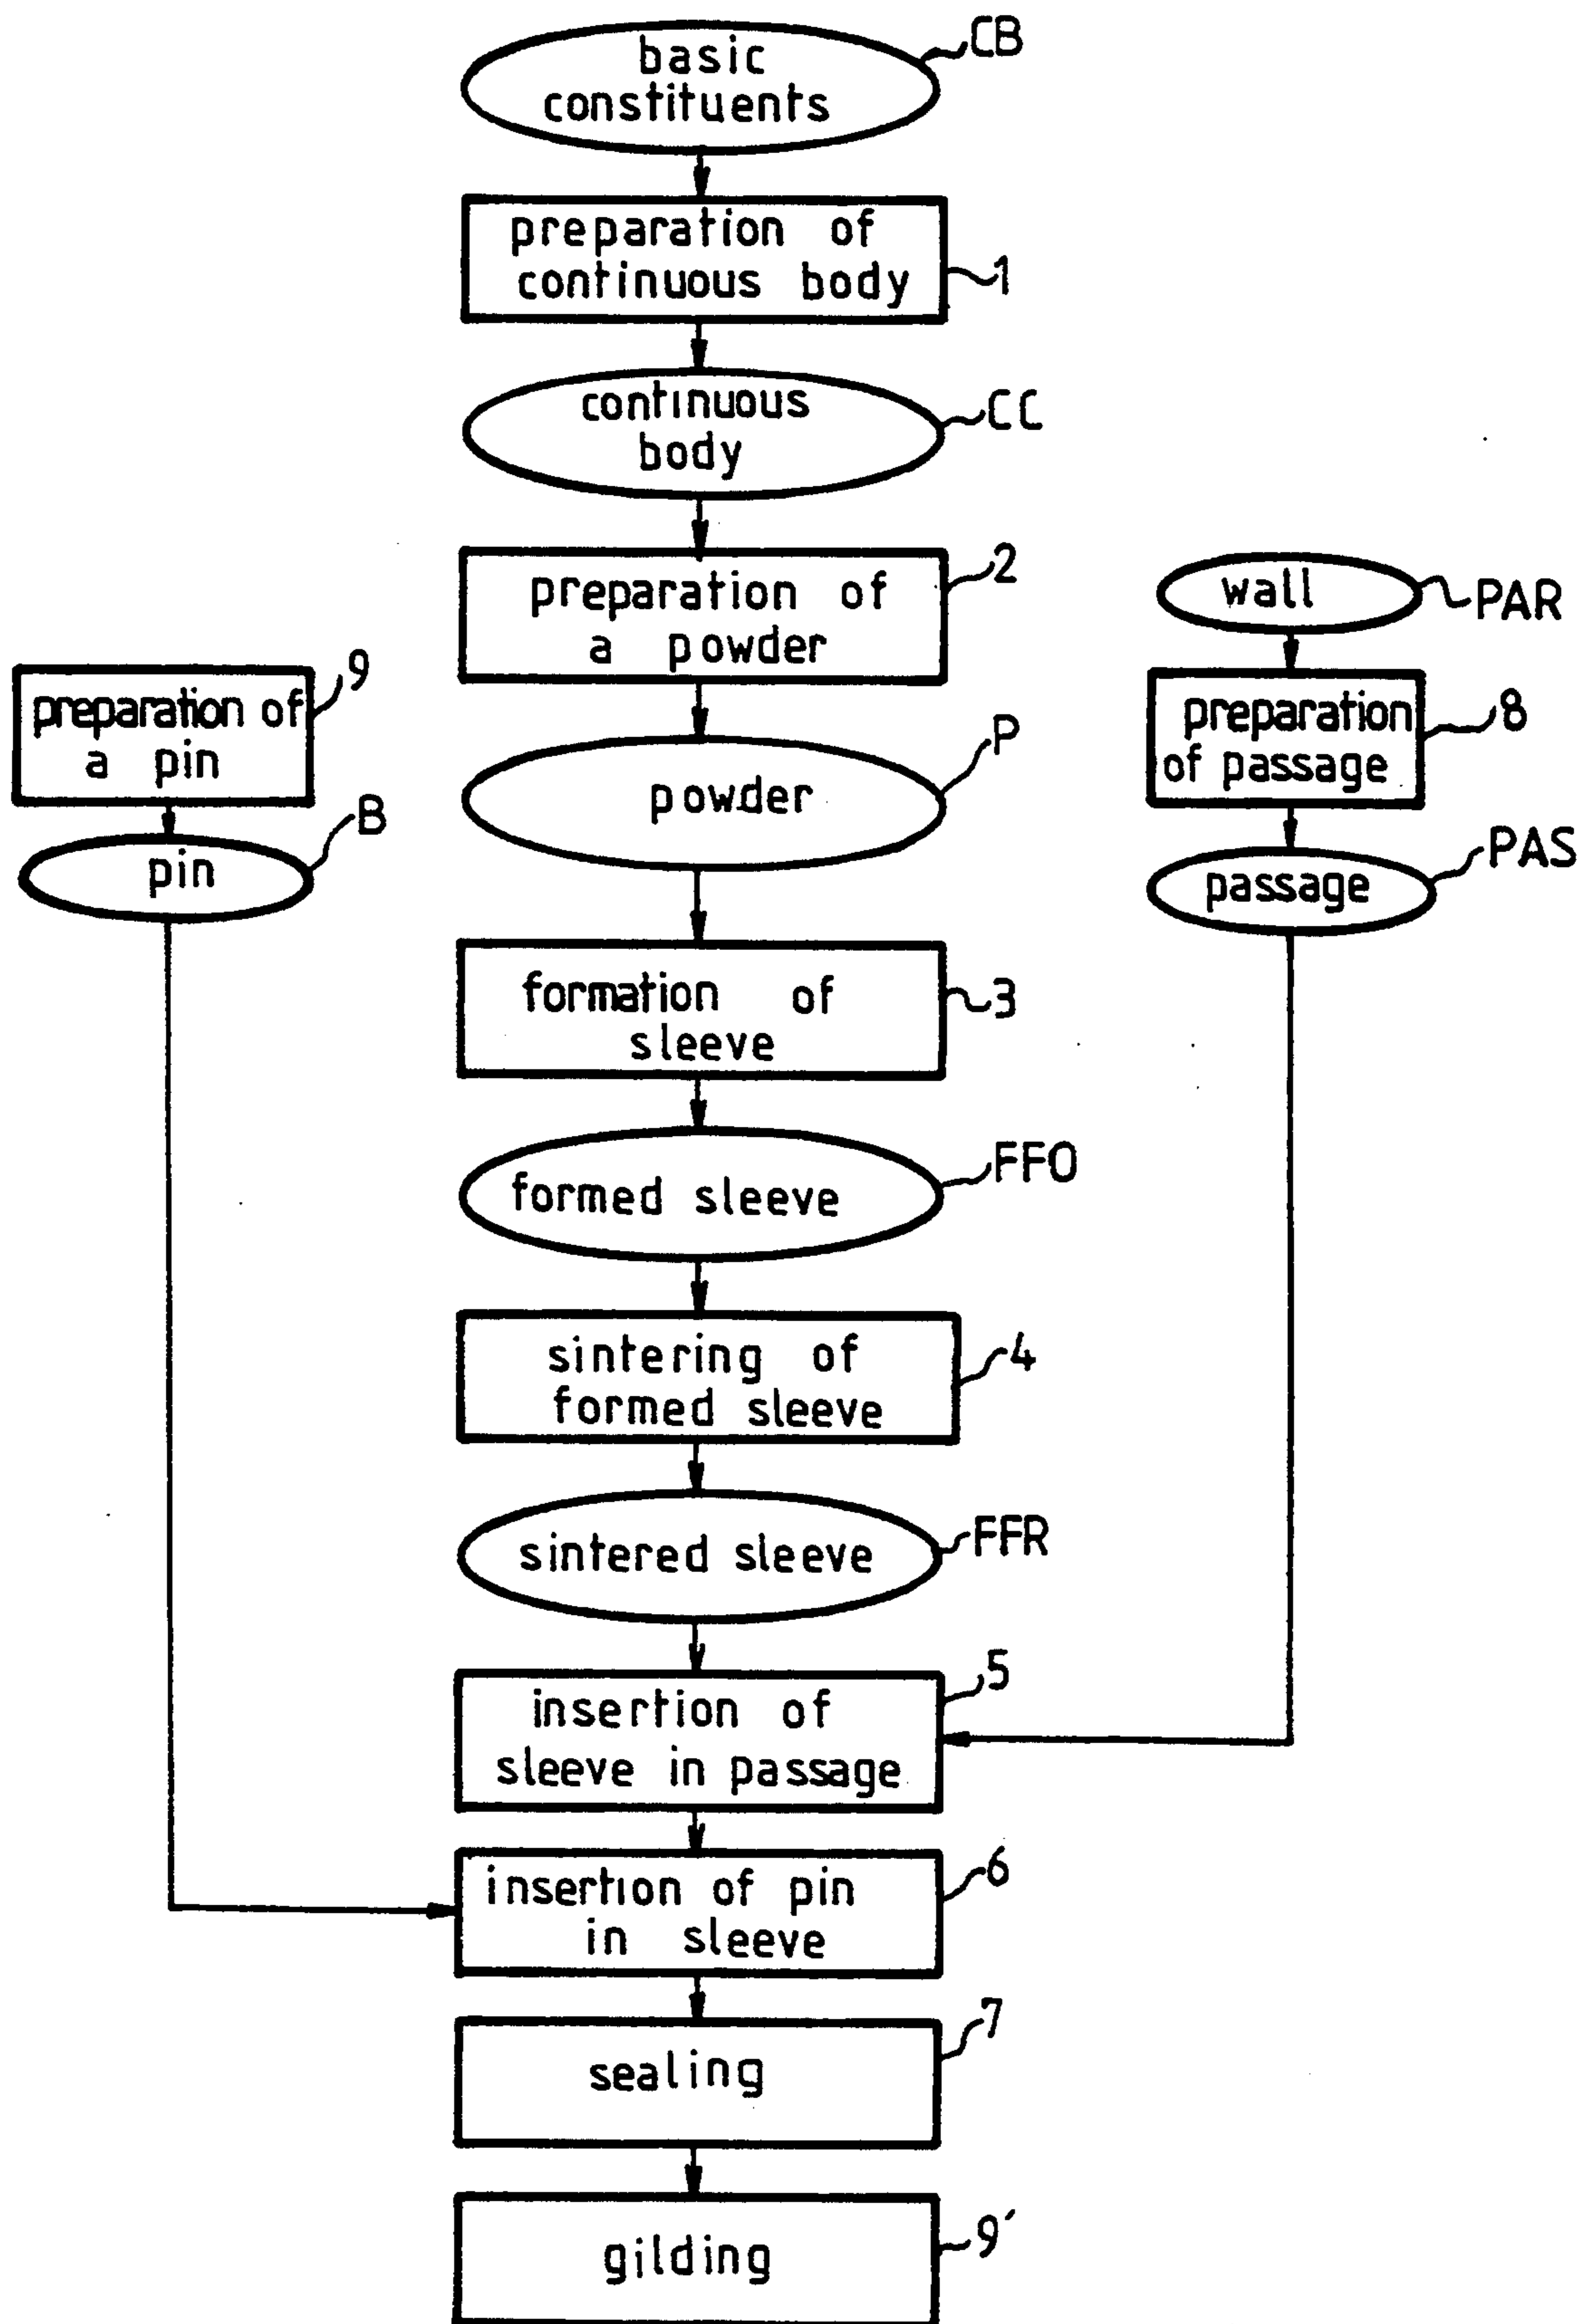 basic
constituents
CB
preparation of
continuous body
1
continuous
body
CC
preparation of
a powder
2
wall
PAR
preparation of
a pin
9
preparation
of passage
8
powder
P
pin
B
passage
PAS
formation of
sleeve
3
formed sleeve
FFO
sintering of
formed sleeve
4
sintered sleeve
FFR
insertion of
sleeve in passage
5
insertion of pin
in sleeve
6
sealing
7
gilding
9'